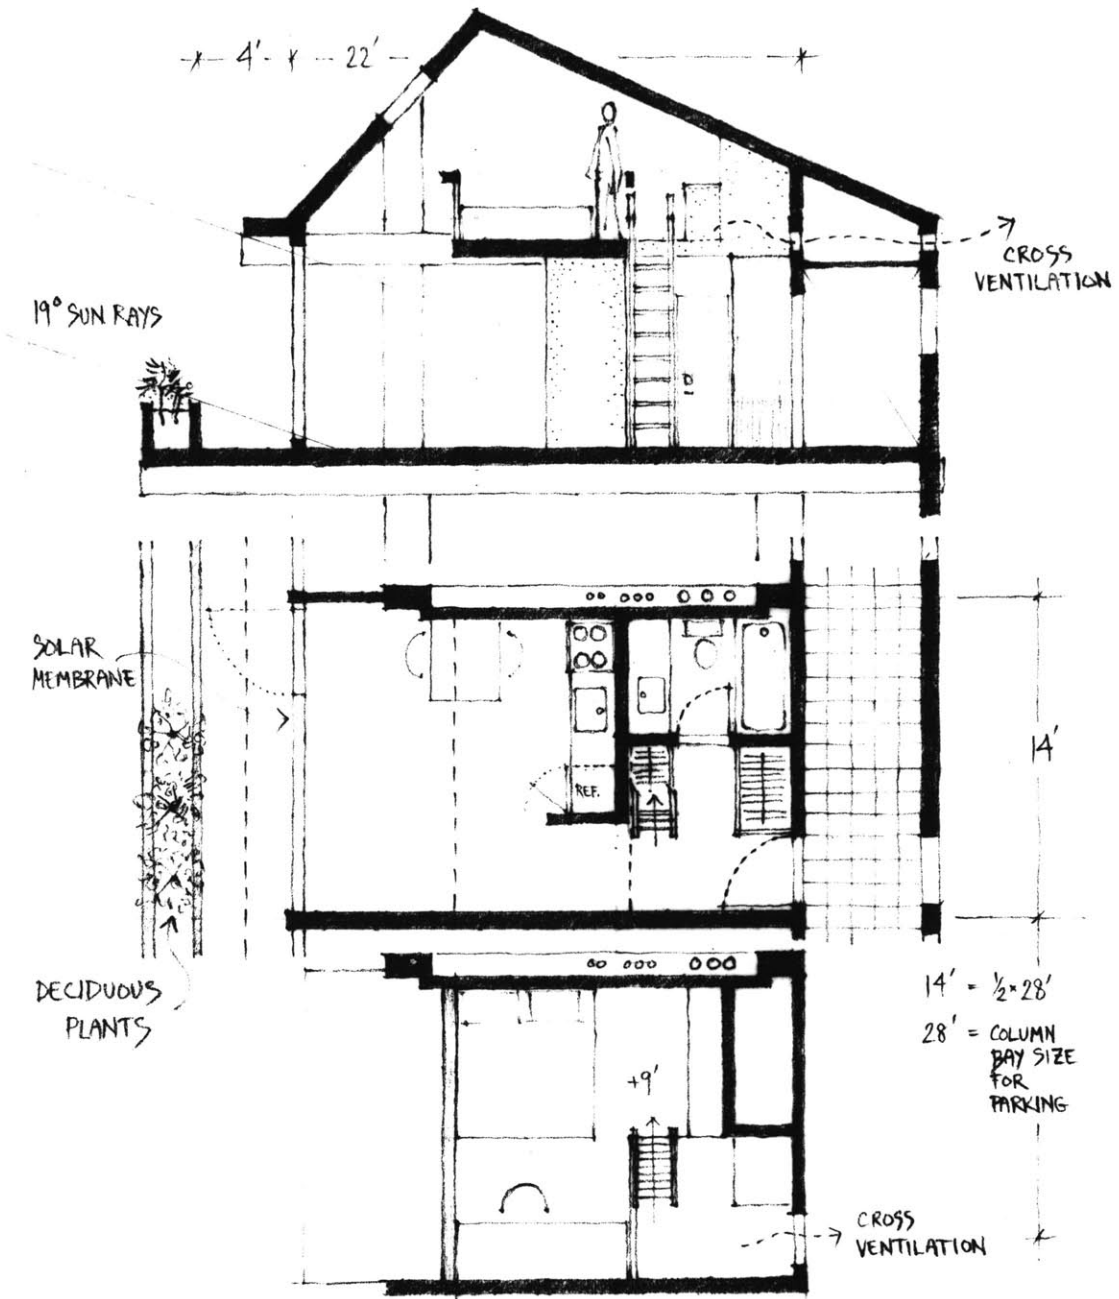 4' 22'
CROSS
VENTILATION
19° SUN RAYS
SOLAR
MEMBRANE
REF.
14'
DECIDUOUS
PLANTS
14' = ½ × 28'
28' = COLUMN
BAY SIZE
FOR
PARKING
+9'
CROSS
VENTILATION